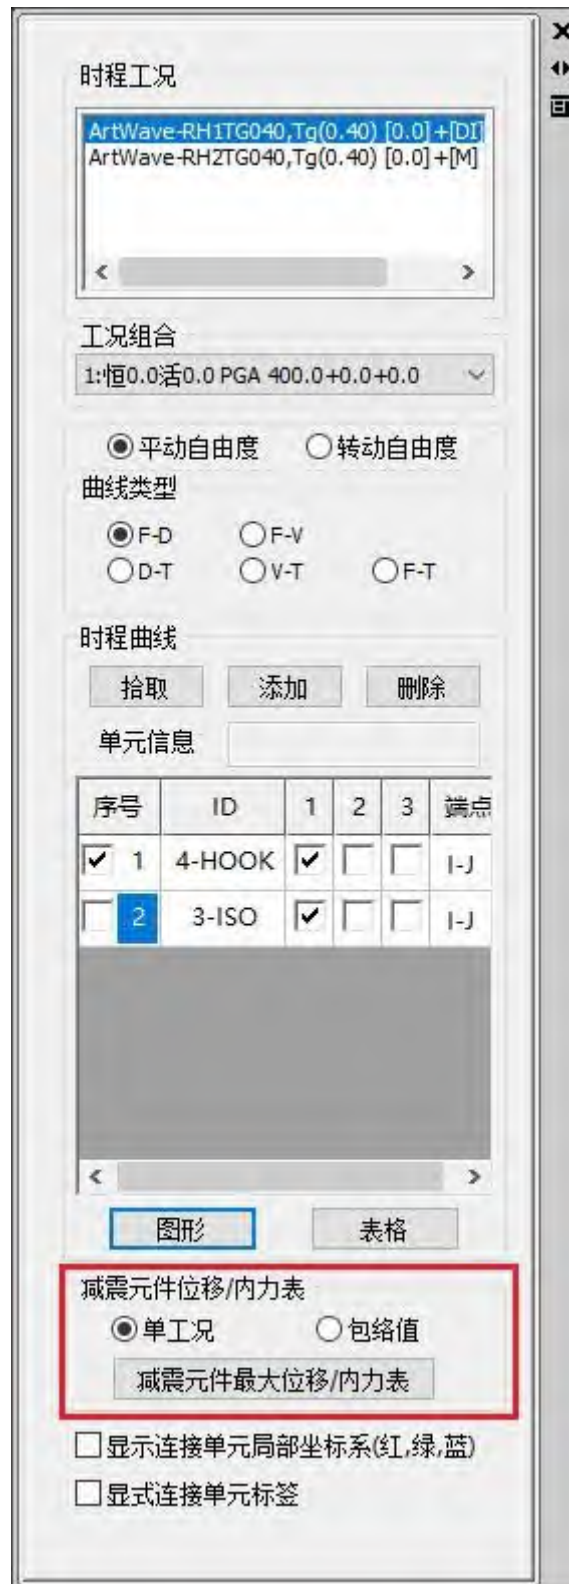 时程工况
ArtWave-RH1TG040,Tg(0.40) [0.0]+[DI]
ArtWave-RH2TG040,Tg(0.40) [0.0]+[M]
工况组合
1:恒0.0活0.0 PGA 400.0+0.0+0.0
平动自由度 转动自由度
曲线类型
F-D F-V
D-T V-T F-T
时程曲线
拾取 添加 删除
单元信息
序号 ID 1 2 3 端点
1 4-HOOK I-J
2 3-ISO I-J
图形 表格
减震元件位移/内力表
单工况 包络值
减震元件最大位移/内力表
显示连接单元局部坐标系(红,绿,蓝)
显式连接单元标签